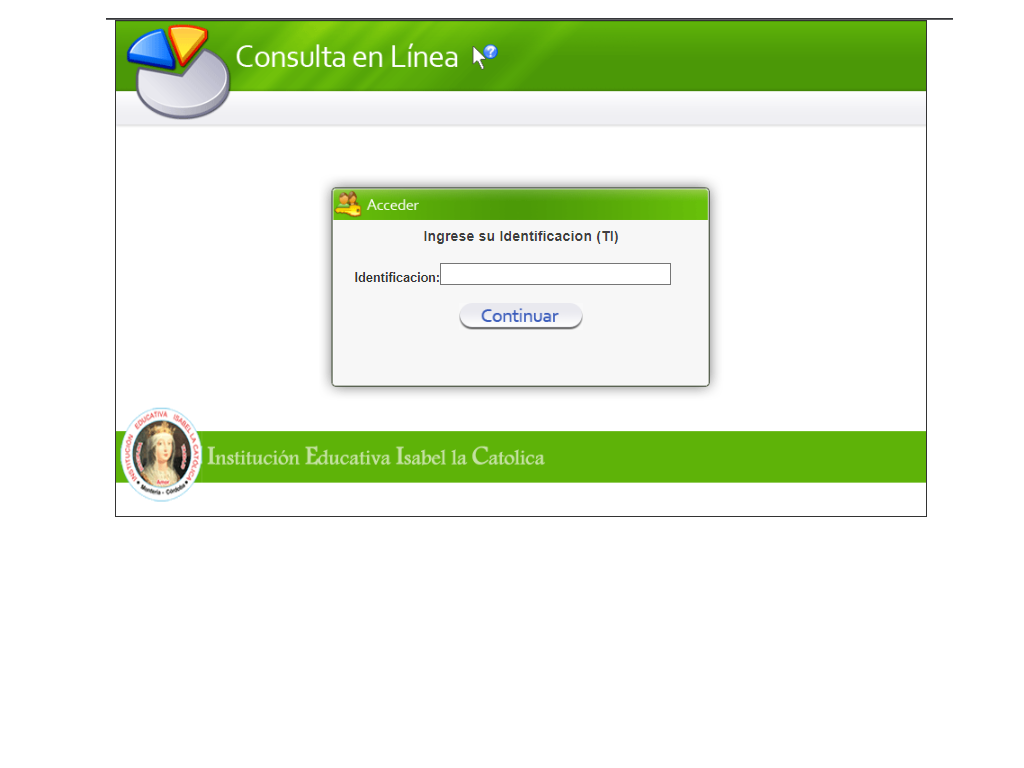 Consulta en Línea
Acceder
Ingrese su Identificacion (TI)
Identificacion:
Continuar
INSTITUCIÓN EDUCATIVA ISABEL LA CATOLICA
Amor
Montería - Córdoba
Institución Educativa Isabel la Catolica